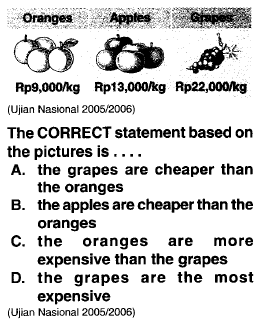 Oranges Apples Grapes
Rp9,000/kg Rp13,000/kg Rp22,000/kg
(Ujian Nasional 2005/2006)
The CORRECT statement based on
the pictures is . . . .
A. the grapes are cheaper than
the oranges
B. the apples are cheaper than the
oranges
C. the oranges are more
expensive than the grapes
D. the grapes are the most
expensive
(Ujian Nasional 2005/2006)